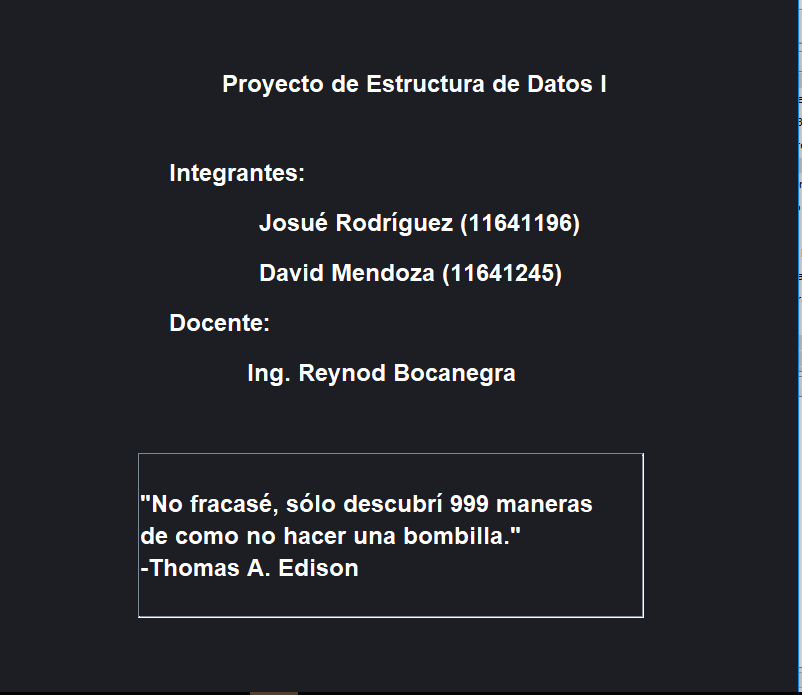 Proyecto de Estructura de Datos I
Integrantes:
Josué Rodríguez (11641196)
David Mendoza (11641245)
Docente:
Ing. Reynod Bocanegra
"No fracasé, sólo descubrí 999 maneras
de como no hacer una bombilla."
-Thomas A. Edison